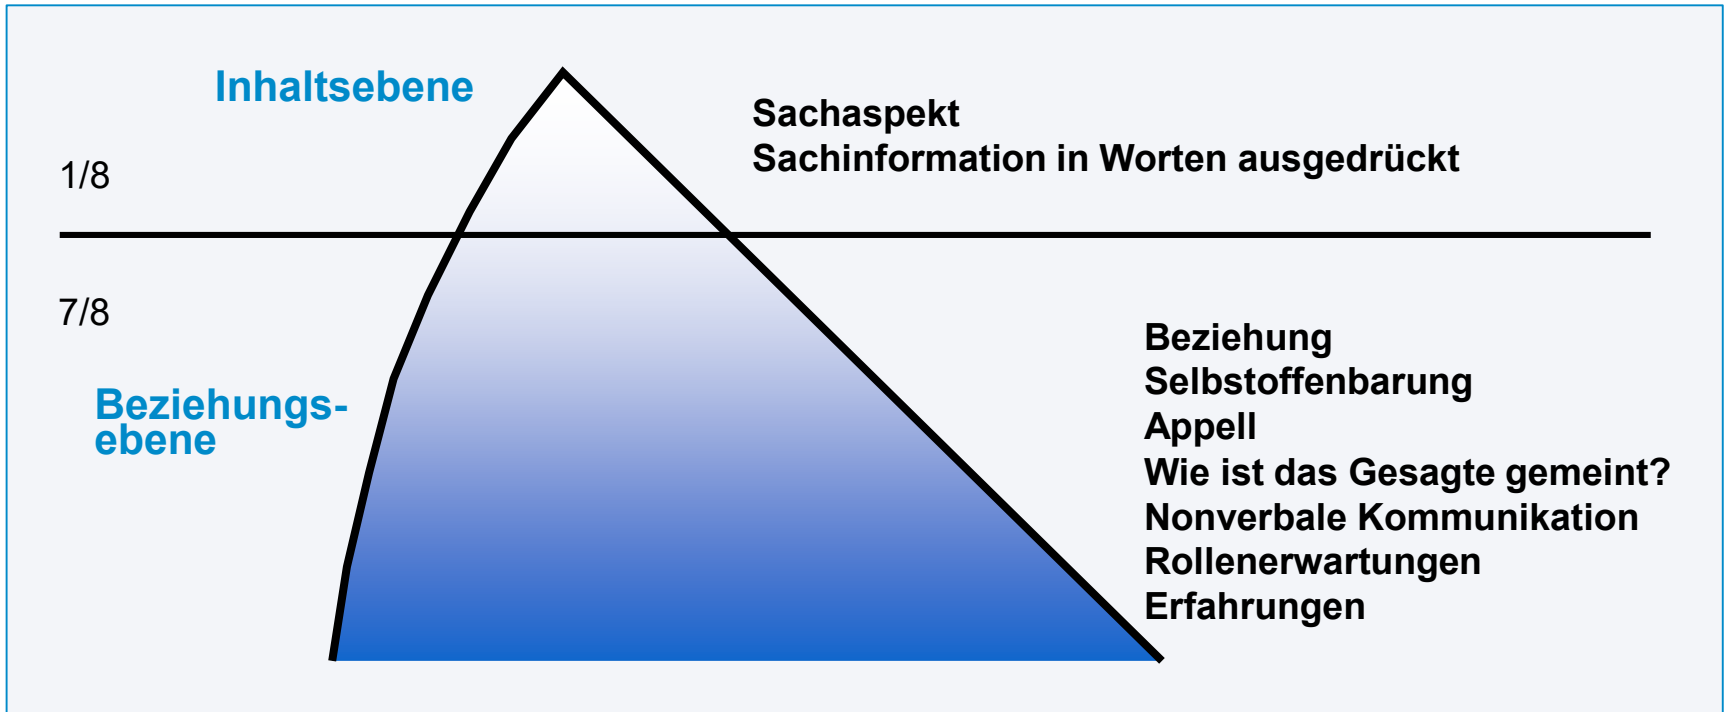 Inhaltsebene
Sachaspekt
Sachinformation in Worten ausgedrückt
1/8
7/8
Beziehungs-
ebene
Beziehung
Selbstoffenbarung
Appell
Wie ist das Gesagte gemeint?
Nonverbale Kommunikation
Rollenerwartungen
Erfahrungen